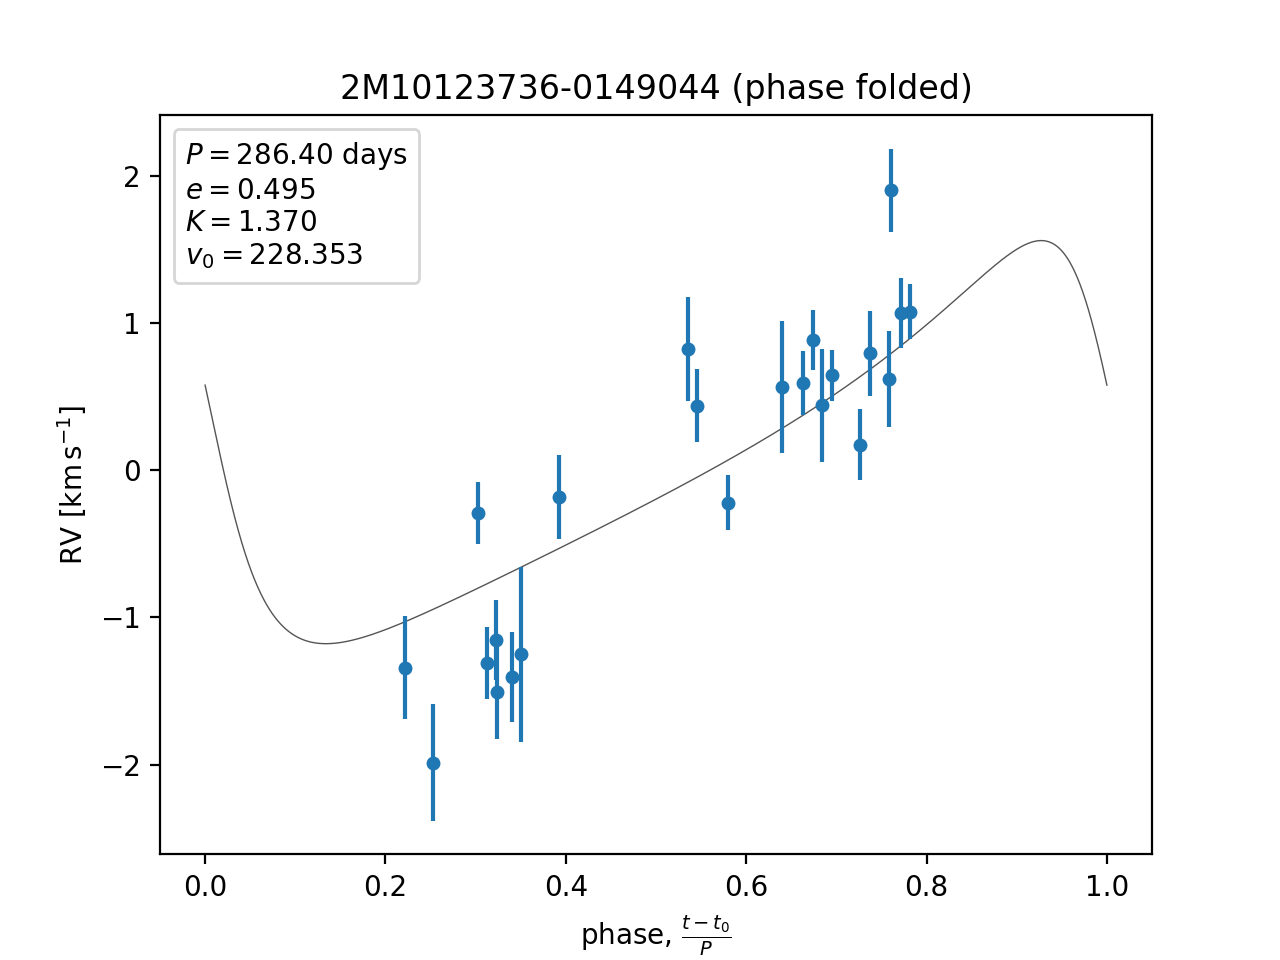 2M10123736-0149044 (phase folded)
P = 286.40 days
e = 0.495
K = 1.370
v₀ = 228.353
2
1
0
−1
−2
RV [km s⁻¹]
0.0 0.2 0.4 0.6 0.8 1.0
phase, (t − t₀)/P